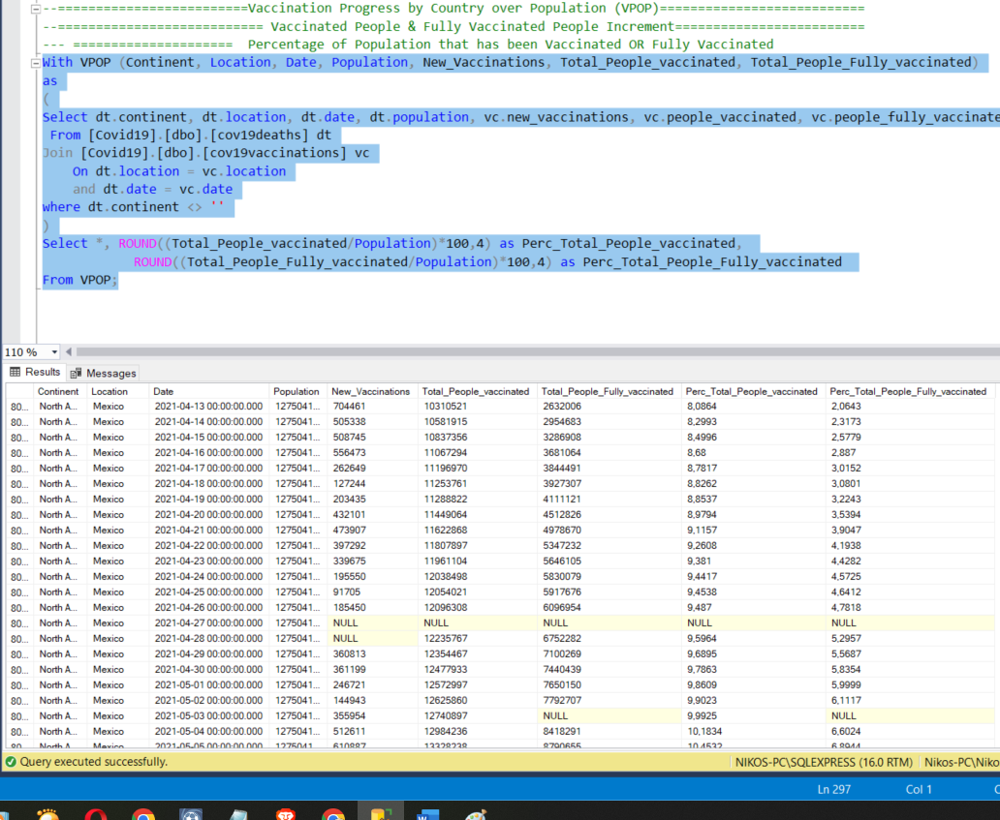 --=========================Vaccination Progress by Country over Population (VPOP)===========================
--=========================== Vaccinated People & Fully Vaccinated People Increment=========================
--- =====================  Percentage of Population that has been Vaccinated OR Fully Vaccinated
With VPOP (Continent, Location, Date, Population, New_Vaccinations, Total_People_vaccinated, Total_People_Fully_vaccinated)
as
(
Select dt.continent, dt.location, dt.date, dt.population, vc.new_vaccinations, vc.people_vaccinated, vc.people_fully_vaccinate
From [Covid19].[dbo].[cov19deaths] dt
Join [Covid19].[dbo].[cov19vaccinations] vc
On dt.location = vc.location
and dt.date = vc.date
where dt.continent <> ''
)
Select *, ROUND((Total_People_vaccinated/Population)*100,4) as Perc_Total_People_vaccinated,
ROUND((Total_People_Fully_vaccinated/Population)*100,4) as Perc_Total_People_Fully_vaccinated
From VPOP;
110 %
Results Messages
Continent Location Date Population New_Vaccinations Total_People_vaccinated Total_People_Fully_vaccinated Perc_Total_People_vaccinated Perc_Total_People_Fully_vaccinated
80... North A... Mexico 2021-04-13 00:00:00.000 1275041... 704461 10310521 2632006 8,0864 2,0643
80... North A... Mexico 2021-04-14 00:00:00.000 1275041... 505338 10581915 2954683 8,2993 2,3173
80... North A... Mexico 2021-04-15 00:00:00.000 1275041... 508745 10837356 3286908 8,4996 2,5779
80... North A... Mexico 2021-04-16 00:00:00.000 1275041... 556473 11067294 3681064 8,68 2,887
80... North A... Mexico 2021-04-17 00:00:00.000 1275041... 262649 11196970 3844491 8,7817 3,0152
80... North A... Mexico 2021-04-18 00:00:00.000 1275041... 127244 11253761 3927307 8,8262 3,0801
80... North A... Mexico 2021-04-19 00:00:00.000 1275041... 203435 11288822 4111121 8,8537 3,2243
80... North A... Mexico 2021-04-20 00:00:00.000 1275041... 432101 11449064 4512826 8,9794 3,5394
80... North A... Mexico 2021-04-21 00:00:00.000 1275041... 473907 11622868 4978670 9,1157 3,9047
80... North A... Mexico 2021-04-22 00:00:00.000 1275041... 397292 11807897 5347232 9,2608 4,1938
80... North A... Mexico 2021-04-23 00:00:00.000 1275041... 339675 11961104 5646105 9,381 4,4282
80... North A... Mexico 2021-04-24 00:00:00.000 1275041... 195550 12038498 5830079 9,4417 4,5725
80... North A... Mexico 2021-04-25 00:00:00.000 1275041... 91705 12054021 5917676 9,4538 4,6412
80... North A... Mexico 2021-04-26 00:00:00.000 1275041... 185450 12096308 6096954 9,487 4,7818
80... North A... Mexico 2021-04-27 00:00:00.000 1275041... NULL NULL NULL NULL NULL
80... North A... Mexico 2021-04-28 00:00:00.000 1275041... NULL 12235767 6752282 9,5964 5,2957
80... North A... Mexico 2021-04-29 00:00:00.000 1275041... 360813 12354467 7100269 9,6895 5,5687
80... North A... Mexico 2021-04-30 00:00:00.000 1275041... 361199 12477933 7440439 9,7863 5,8354
80... North A... Mexico 2021-05-01 00:00:00.000 1275041... 246721 12572997 7650150 9,8609 5,9999
80... North A... Mexico 2021-05-02 00:00:00.000 1275041... 144943 12625860 7792707 9,9023 6,1117
80... North A... Mexico 2021-05-03 00:00:00.000 1275041... 355954 12740897 NULL 9,9925 NULL
80... North A... Mexico 2021-05-04 00:00:00.000 1275041... 512611 12984236 8418291 10,1834 6,6024
80... North A... Mexico 2021-05-05 00:00:00.000 1275041... 610887 13328238 8790655 10,4532 6,8944
Query executed successfully. NIKOS-PC\SQLEXPRESS (16.0 RTM) Nikos-PC\Niko
Ln 297 Col 1